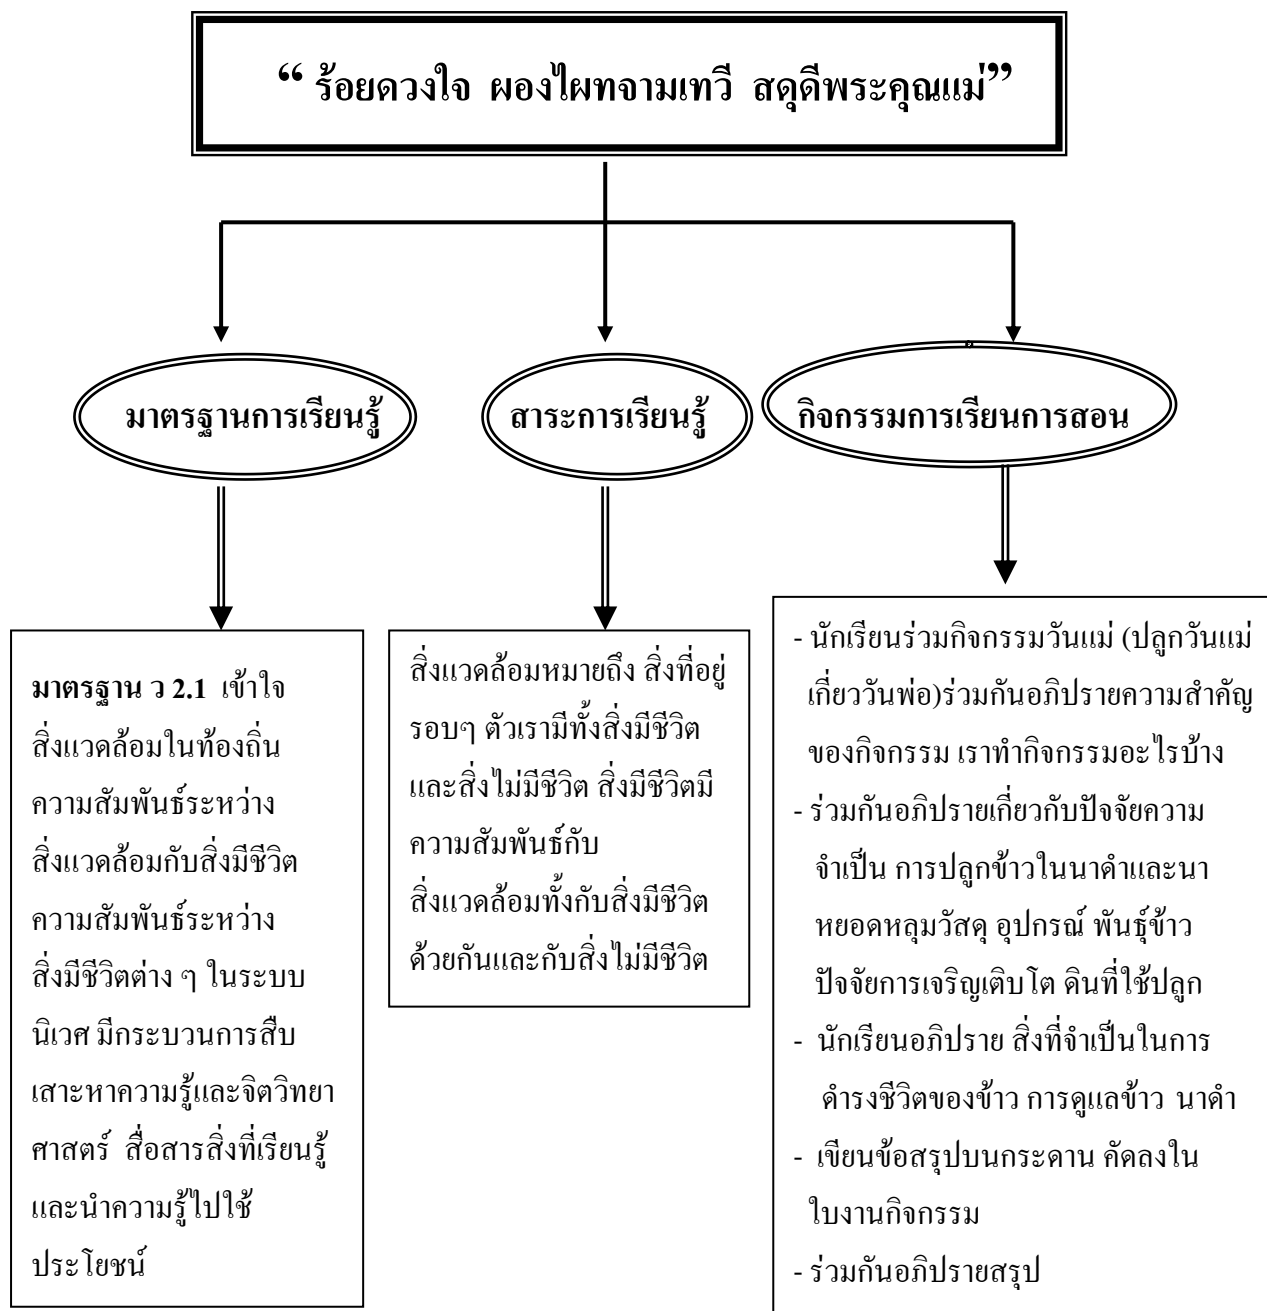 “ ร้อยดวงใจ ผองไผทจามเทวี สดุดีพระคุณแม่”
มาตรฐานการเรียนรู้
สาระการเรียนรู้
กิจกรรมการเรียนการสอน
มาตรฐาน ว 2.1 เข้าใจ
สิ่งแวดล้อมในท้องถิ่น
ความสัมพันธ์ระหว่าง
สิ่งแวดล้อมกับสิ่งมีชีวิต
ความสัมพันธ์ระหว่าง
สิ่งมีชีวิตต่าง ๆ ในระบบ
นิเวศ มีกระบวนการสืบ
เสาะหาความรู้และจิตวิทยา
ศาสตร์ สื่อสารสิ่งที่เรียนรู้
และนำความรู้ไปใช้
ประโยชน์
สิ่งแวดล้อมหมายถึง สิ่งที่อยู่
รอบๆ ตัวเรามีทั้งสิ่งมีชีวิต
และสิ่งไม่มีชีวิต สิ่งมีชีวิตมี
ความสัมพันธ์กับ
สิ่งแวดล้อมทั้งกับสิ่งมีชีวิต
ด้วยกันและกับสิ่งไม่มีชีวิต
- นักเรียนร่วมกิจกรรมวันแม่ (ปลูกวันแม่
เกี่ยววันพ่อ)ร่วมกันอภิปรายความสำคัญ
ของกิจกรรม เราทำกิจกรรมอะไรบ้าง
- ร่วมกันอภิปรายเกี่ยวกับปัจจัยความ
จำเป็น การปลูกข้าวในนาดำและนา
หยอดหลุมวัสดุ อุปกรณ์ พันธุ์ข้าว
ปัจจัยการเจริญเติบโต ดินที่ใช้ปลูก
- นักเรียนอภิปราย สิ่งที่จำเป็นในการ
ดำรงชีวิตของข้าว การดูแลข้าว นาดำ
- เขียนข้อสรุปบนกระดาน คัดลงใน
ใบงานกิจกรรม
- ร่วมกันอภิปรายสรุป